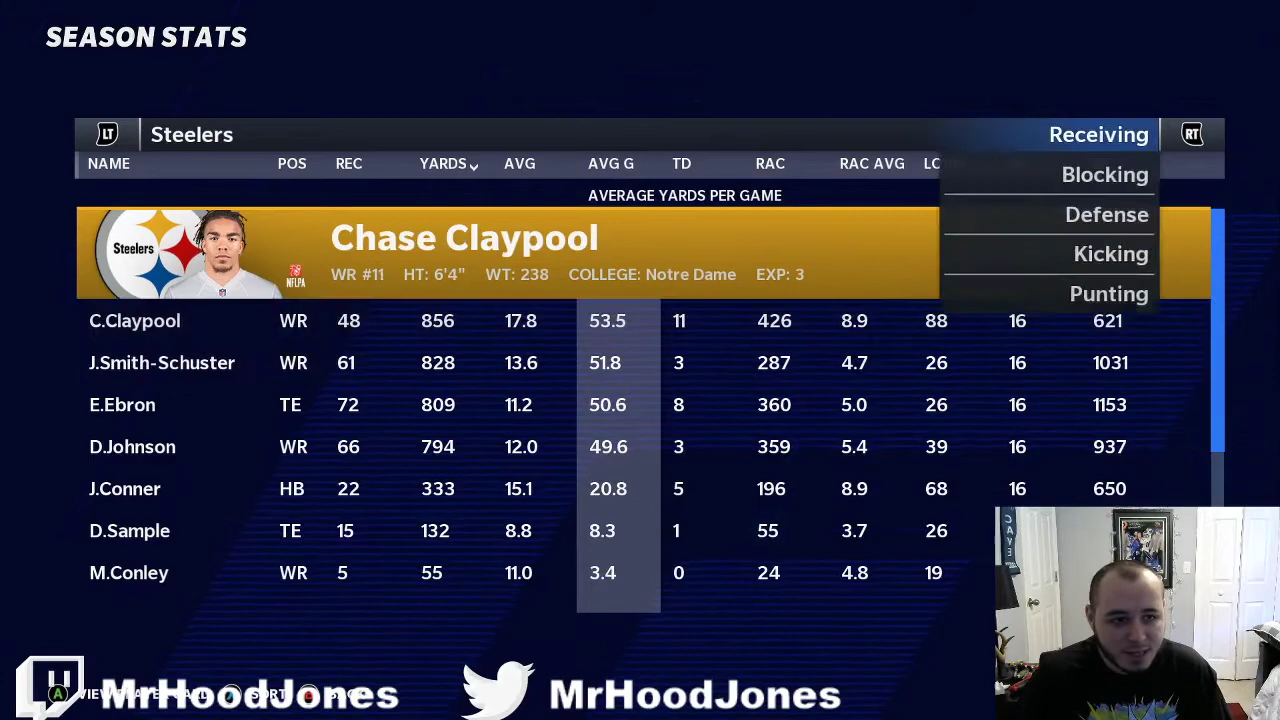 SEASON STATS
LT Steelers Receiving RT
NAME POS REC YARDS AVG AVG G TD RAC RAC AVG
AVERAGE YARDS PER GAME
Blocking
Defense
Kicking
Punting
Steelers
Chase Claypool
NFLPA WR #11 HT: 6'4" WT: 238 COLLEGE: Notre Dame EXP: 3
C.Claypool WR 48 856 17.8 53.5 11 426 8.9 88 16 621
J.Smith-Schuster WR 61 828 13.6 51.8 3 287 4.7 26 16 1031
E.Ebron TE 72 809 11.2 50.6 8 360 5.0 26 16 1153
D.Johnson WR 66 794 12.0 49.6 3 359 5.4 39 16 937
J.Conner HB 22 333 15.1 20.8 5 196 8.9 68 16 650
D.Sample TE 15 132 8.8 8.3 1 55 3.7 26
M.Conley WR 5 55 11.0 3.4 0 24 4.8 19
A
MrHoodJones MrHoodJones